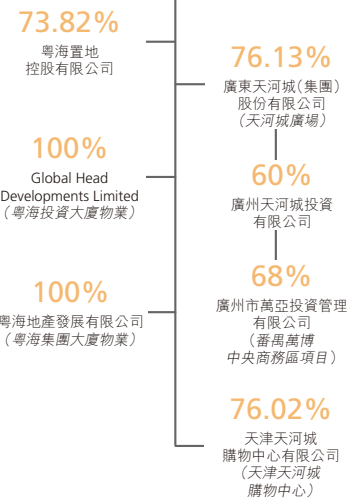 73.82%
粵海置地
控股有限公司
100%
Global Head
Developments Limited
（粵海投資大廈物業）
100%
粵海地產發展有限公司
（粵海集團大廈物業）
76.13%
廣東天河城（集團）
股份有限公司
（天河城廣場）
60%
廣州天河城投資
有限公司
68%
廣州市萬亞投資管理
有限公司
（番禺萬博
中央商務區項目）
76.02%
天津天河城
購物中心有限公司
（天津天河城
購物中心）